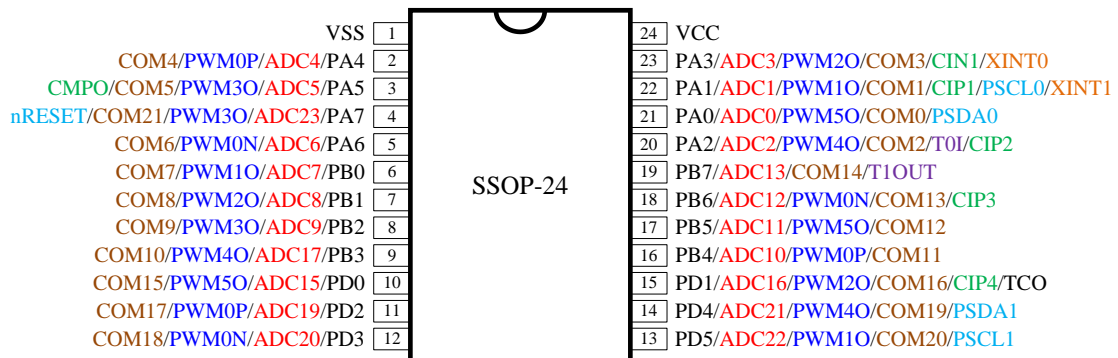 VSS 1 24 VCC
COM4/PWM0P/ADC4/PA4 2 23 PA3/ADC3/PWM2O/COM3/CIN1/XINT0
CMPO/COM5/PWM3O/ADC5/PA5 3 22 PA1/ADC1/PWM1O/COM1/CIP1/PSCL0/XINT1
nRESET/COM21/PWM3O/ADC23/PA7 4 21 PA0/ADC0/PWM5O/COM0/PSDA0
COM6/PWM0N/ADC6/PA6 5 20 PA2/ADC2/PWM4O/COM2/T0I/CIP2
COM7/PWM1O/ADC7/PB0 6 19 PB7/ADC13/COM14/T1OUT
SSOP-24
COM8/PWM2O/ADC8/PB1 7 18 PB6/ADC12/PWM0N/COM13/CIP3
COM9/PWM3O/ADC9/PB2 8 17 PB5/ADC11/PWM5O/COM12
COM10/PWM4O/ADC17/PB3 9 16 PB4/ADC10/PWM0P/COM11
COM15/PWM5O/ADC15/PD0 10 15 PD1/ADC16/PWM2O/COM16/CIP4/TCO
COM17/PWM0P/ADC19/PD2 11 14 PD4/ADC21/PWM4O/COM19/PSDA1
COM18/PWM0N/ADC20/PD3 12 13 PD5/ADC22/PWM1O/COM20/PSCL1